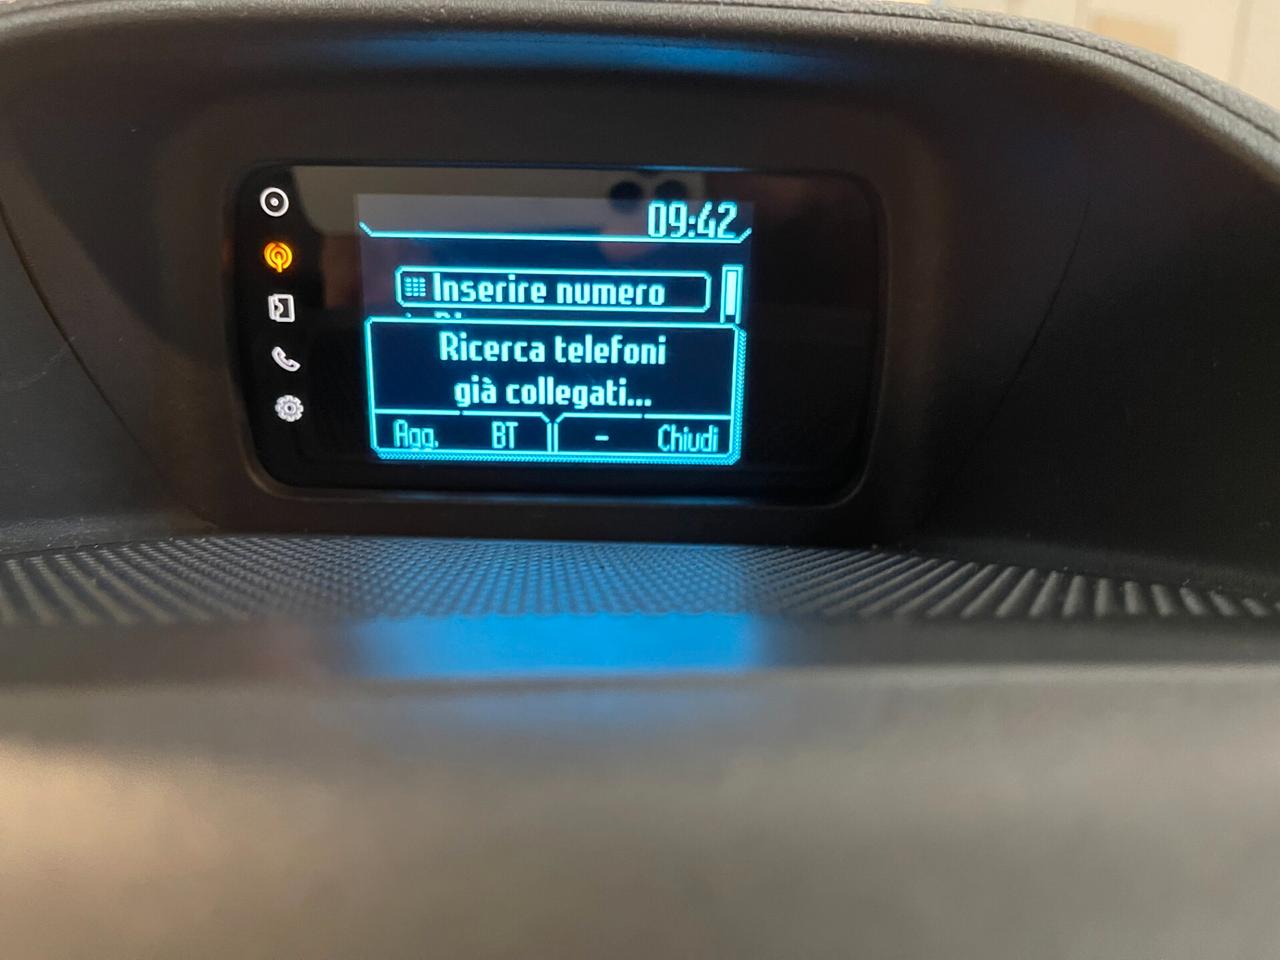 09:42
Inserire numero
Ricerca telefoni
già collegati...
Agg. BT - Chiudi